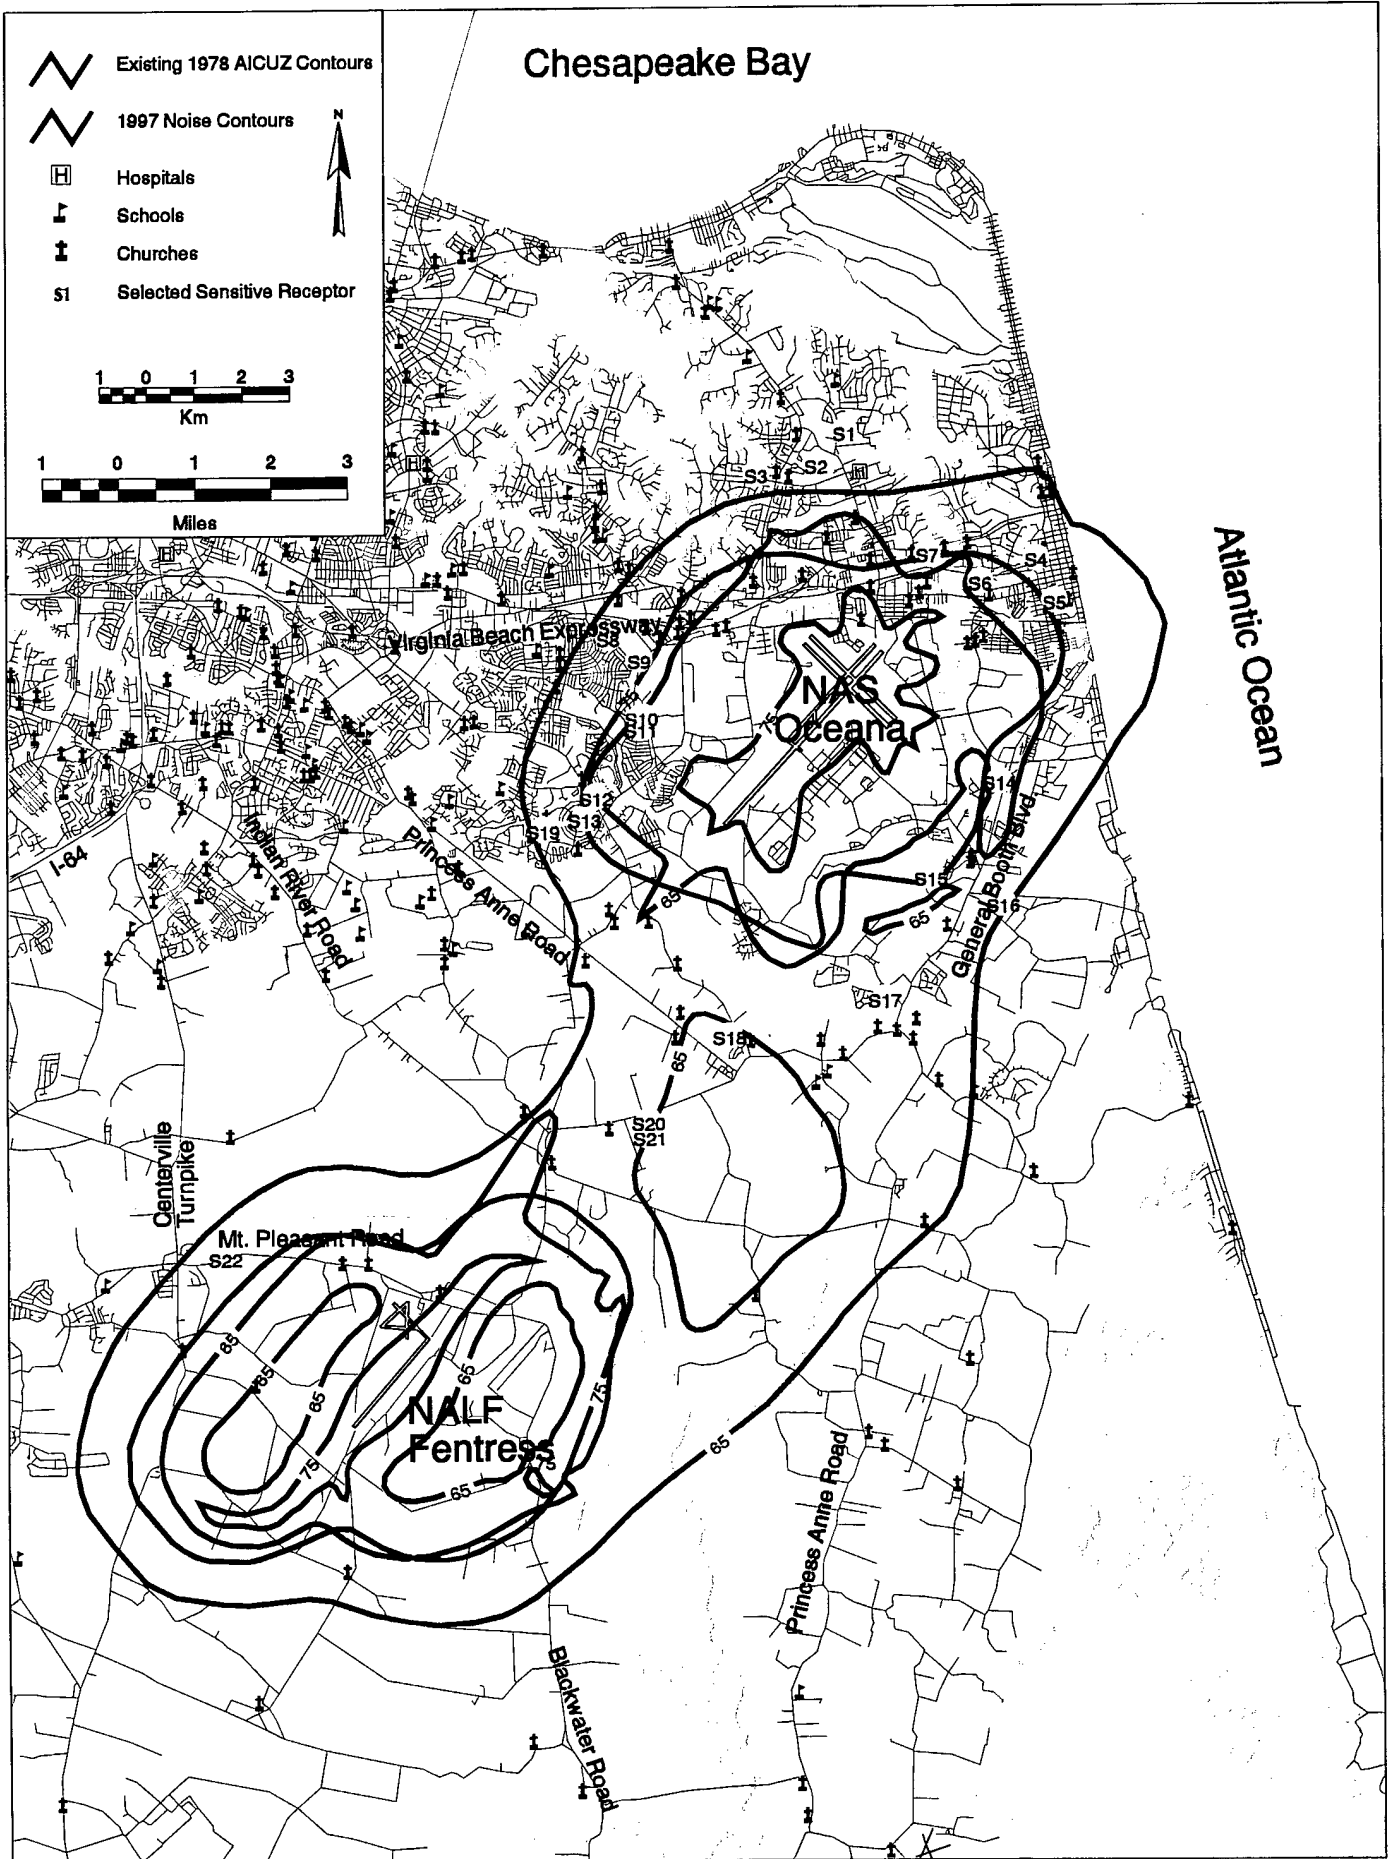 Existing 1978 AICUZ Contours
1997 Noise Contours
N
H
Hospitals
Schools
Churches
S1
Selected Sensitive Receptor
1 0 1 2 3
Km
1 0 1 2 3
Miles
Chesapeake Bay
Atlantic Ocean
S1
S2
S3
H
H
H
S4
S7
S6
S5
Virginia Beach Expressway
S8
S9
S10
S11
NAS
Oceana
75
S12
S13
S19
S14
S15
S16
General Booth Blvd
65
65
I-64
Indian River Road
Princess Anne Road
S17
S18
65
S20
S21
Centerville
Turnpike
Mt. Pleasant Road
S22
85
85
65
75
65
65
75
75
NALF
Fentress
65
Princess Anne Road
Blackwater Road